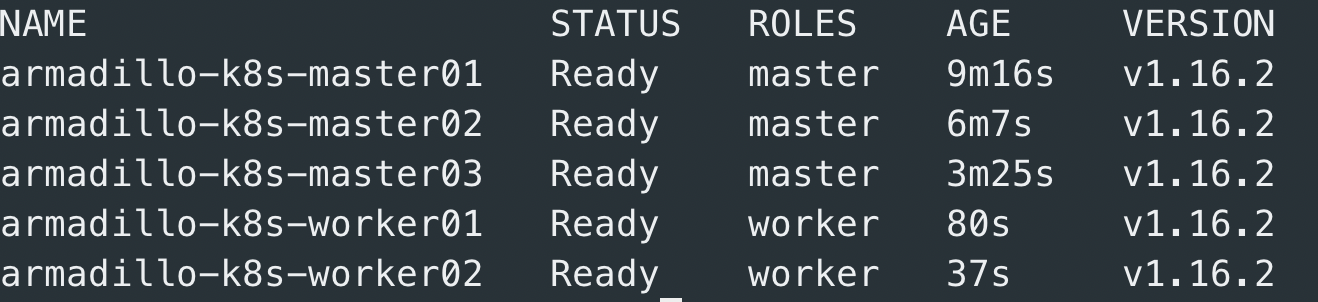 NAME STATUS ROLES AGE VERSION
armadillo-k8s-master01 Ready master 9m16s v1.16.2
armadillo-k8s-master02 Ready master 6m7s v1.16.2
armadillo-k8s-master03 Ready master 3m25s v1.16.2
armadillo-k8s-worker01 Ready worker 80s v1.16.2
armadillo-k8s-worker02 Ready worker 37s v1.16.2